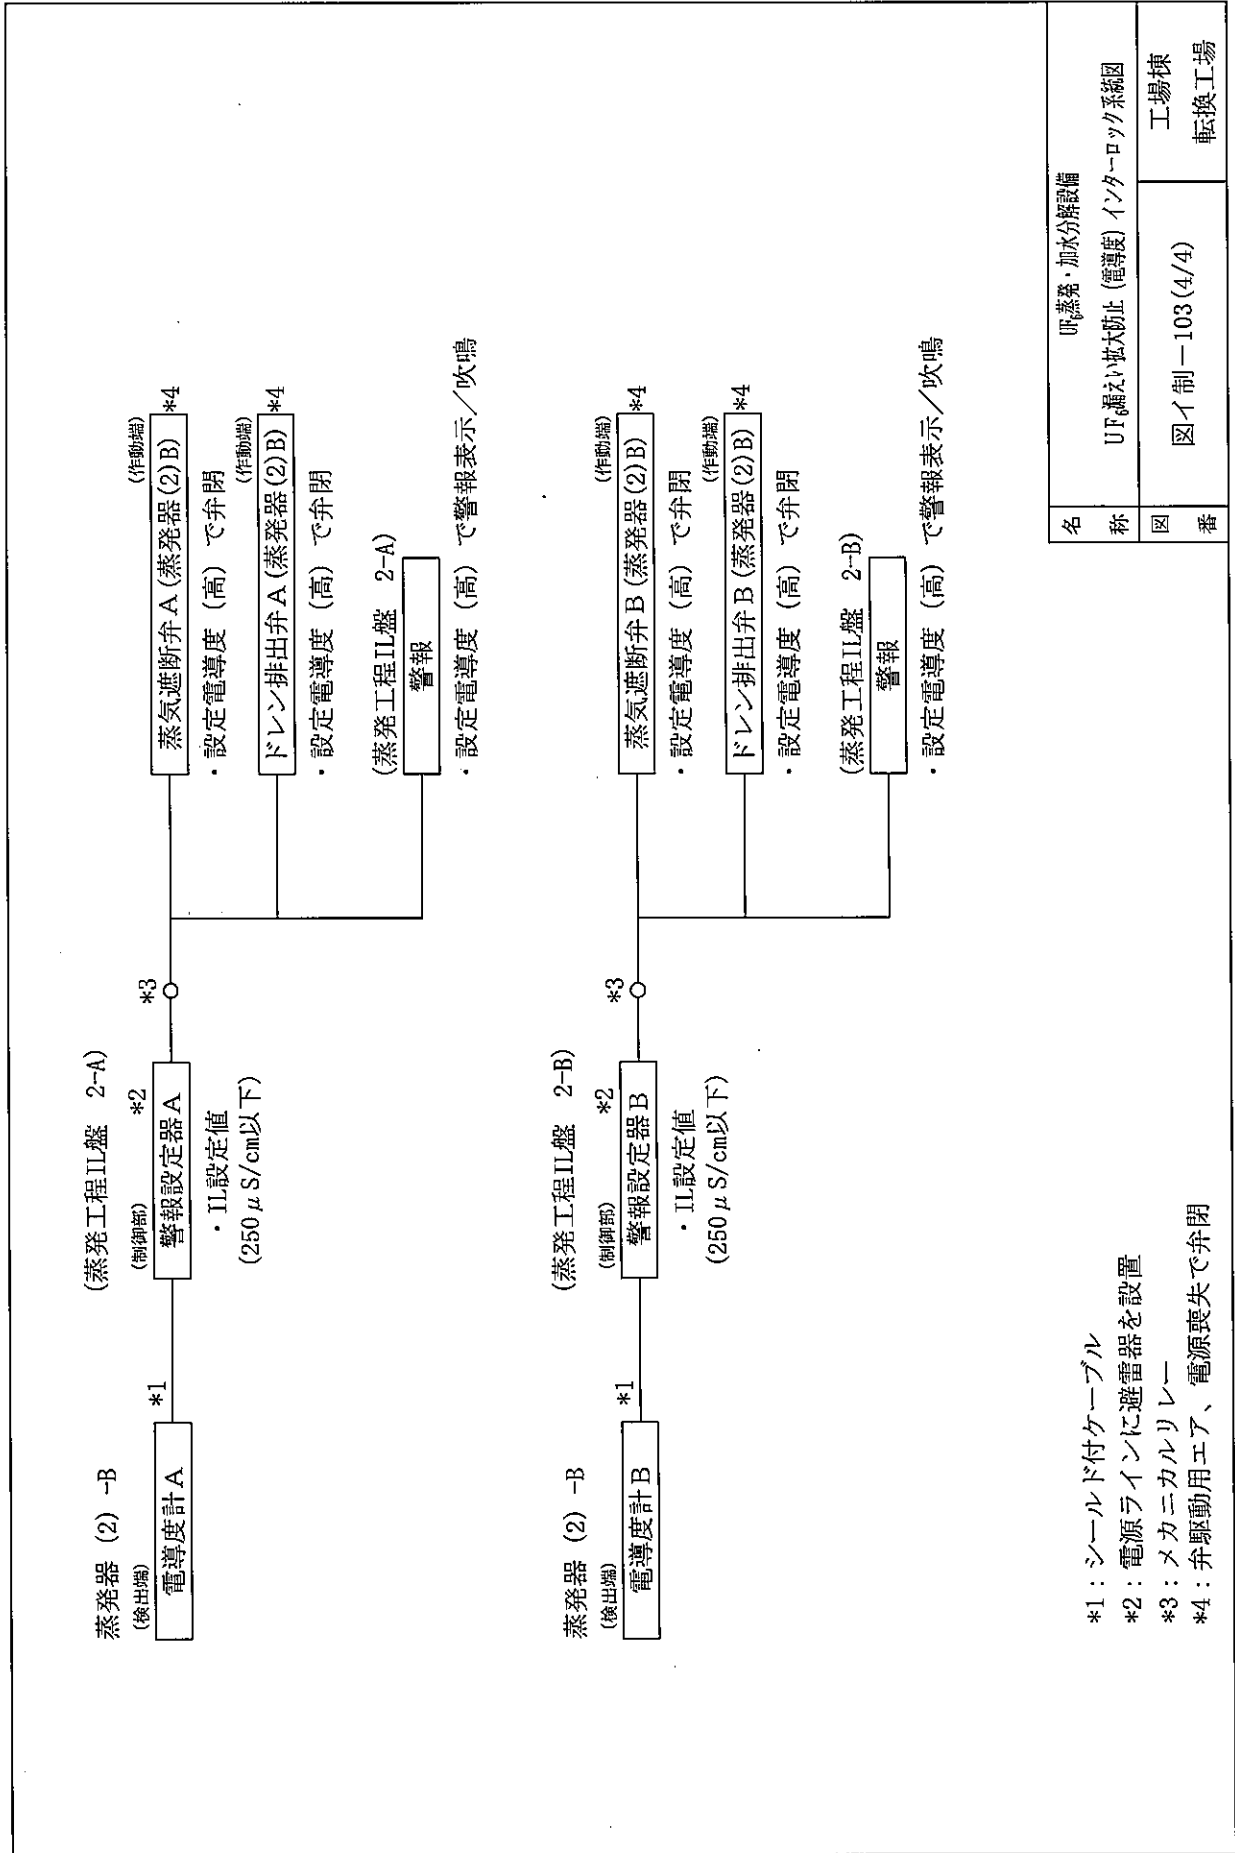 蒸発器 (2) -B
(検出端)
電導度計A
*1
(蒸発工程IL盤 2-A)
(制御部)
*2
警報設定器A
・IL設定値
(250μS/cm以下)
*3
(作動端)
蒸気遮断弁A(蒸発器(2)B)
*4
・設定電導度（高）で弁閉
(作動端)
ドレン排出弁A(蒸発器(2)B)
*4
・設定電導度（高）で弁閉
(蒸発工程IL盤 2-A)
警報
・設定電導度（高）で警報表示／吹鳴
蒸発器 (2) -B
(検出端)
電導度計B
*1
(蒸発工程IL盤 2-B)
(制御部)
*2
警報設定器B
・IL設定値
(250μS/cm以下)
*3
(作動端)
蒸気遮断弁B(蒸発器(2)B)
*4
・設定電導度（高）で弁閉
(作動端)
ドレン排出弁B(蒸発器(2)B)
*4
・設定電導度（高）で弁閉
(蒸発工程IL盤 2-B)
警報
・設定電導度（高）で警報表示／吹鳴
*1：シールド付ケーブル
*2：電源ラインに避雷器を設置
*3：メカニカルリレー
*4：弁駆動用エア、電源喪失で弁閉
名称
UF₆蒸発・加水分解設備
UF₆漏えい拡大防止（電導度）インターロック系統図
図番
図イ制－103(4/4)
工場棟
転換工場